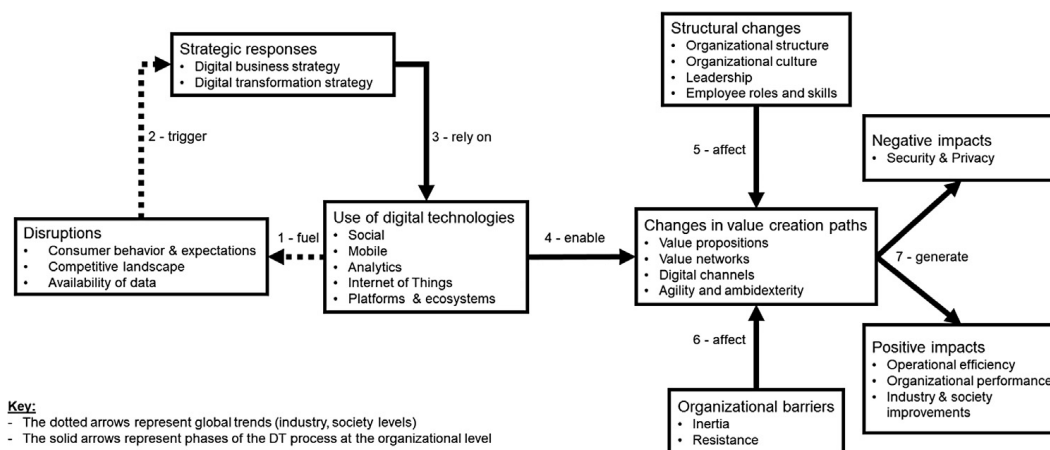 Strategic responses
• Digital business strategy
• Digital transformation strategy
2 - trigger
3 - rely on
Disruptions
• Consumer behavior & expectations
• Competitive landscape
• Availability of data
1 - fuel
Use of digital technologies
• Social
• Mobile
• Analytics
• Internet of Things
• Platforms & ecosystems
4 - enable
Structural changes
• Organizational structure
• Organizational culture
• Leadership
• Employee roles and skills
5 - affect
Changes in value creation paths
• Value propositions
• Value networks
• Digital channels
• Agility and ambidexterity
6 - affect
Organizational barriers
• Inertia
• Resistance
7 - generate
Negative impacts
• Security & Privacy
Positive impacts
• Operational efficiency
• Organizational performance
• Industry & society
improvements
Key:
- The dotted arrows represent global trends (industry, society levels)
- The solid arrows represent phases of the DT process at the organizational level